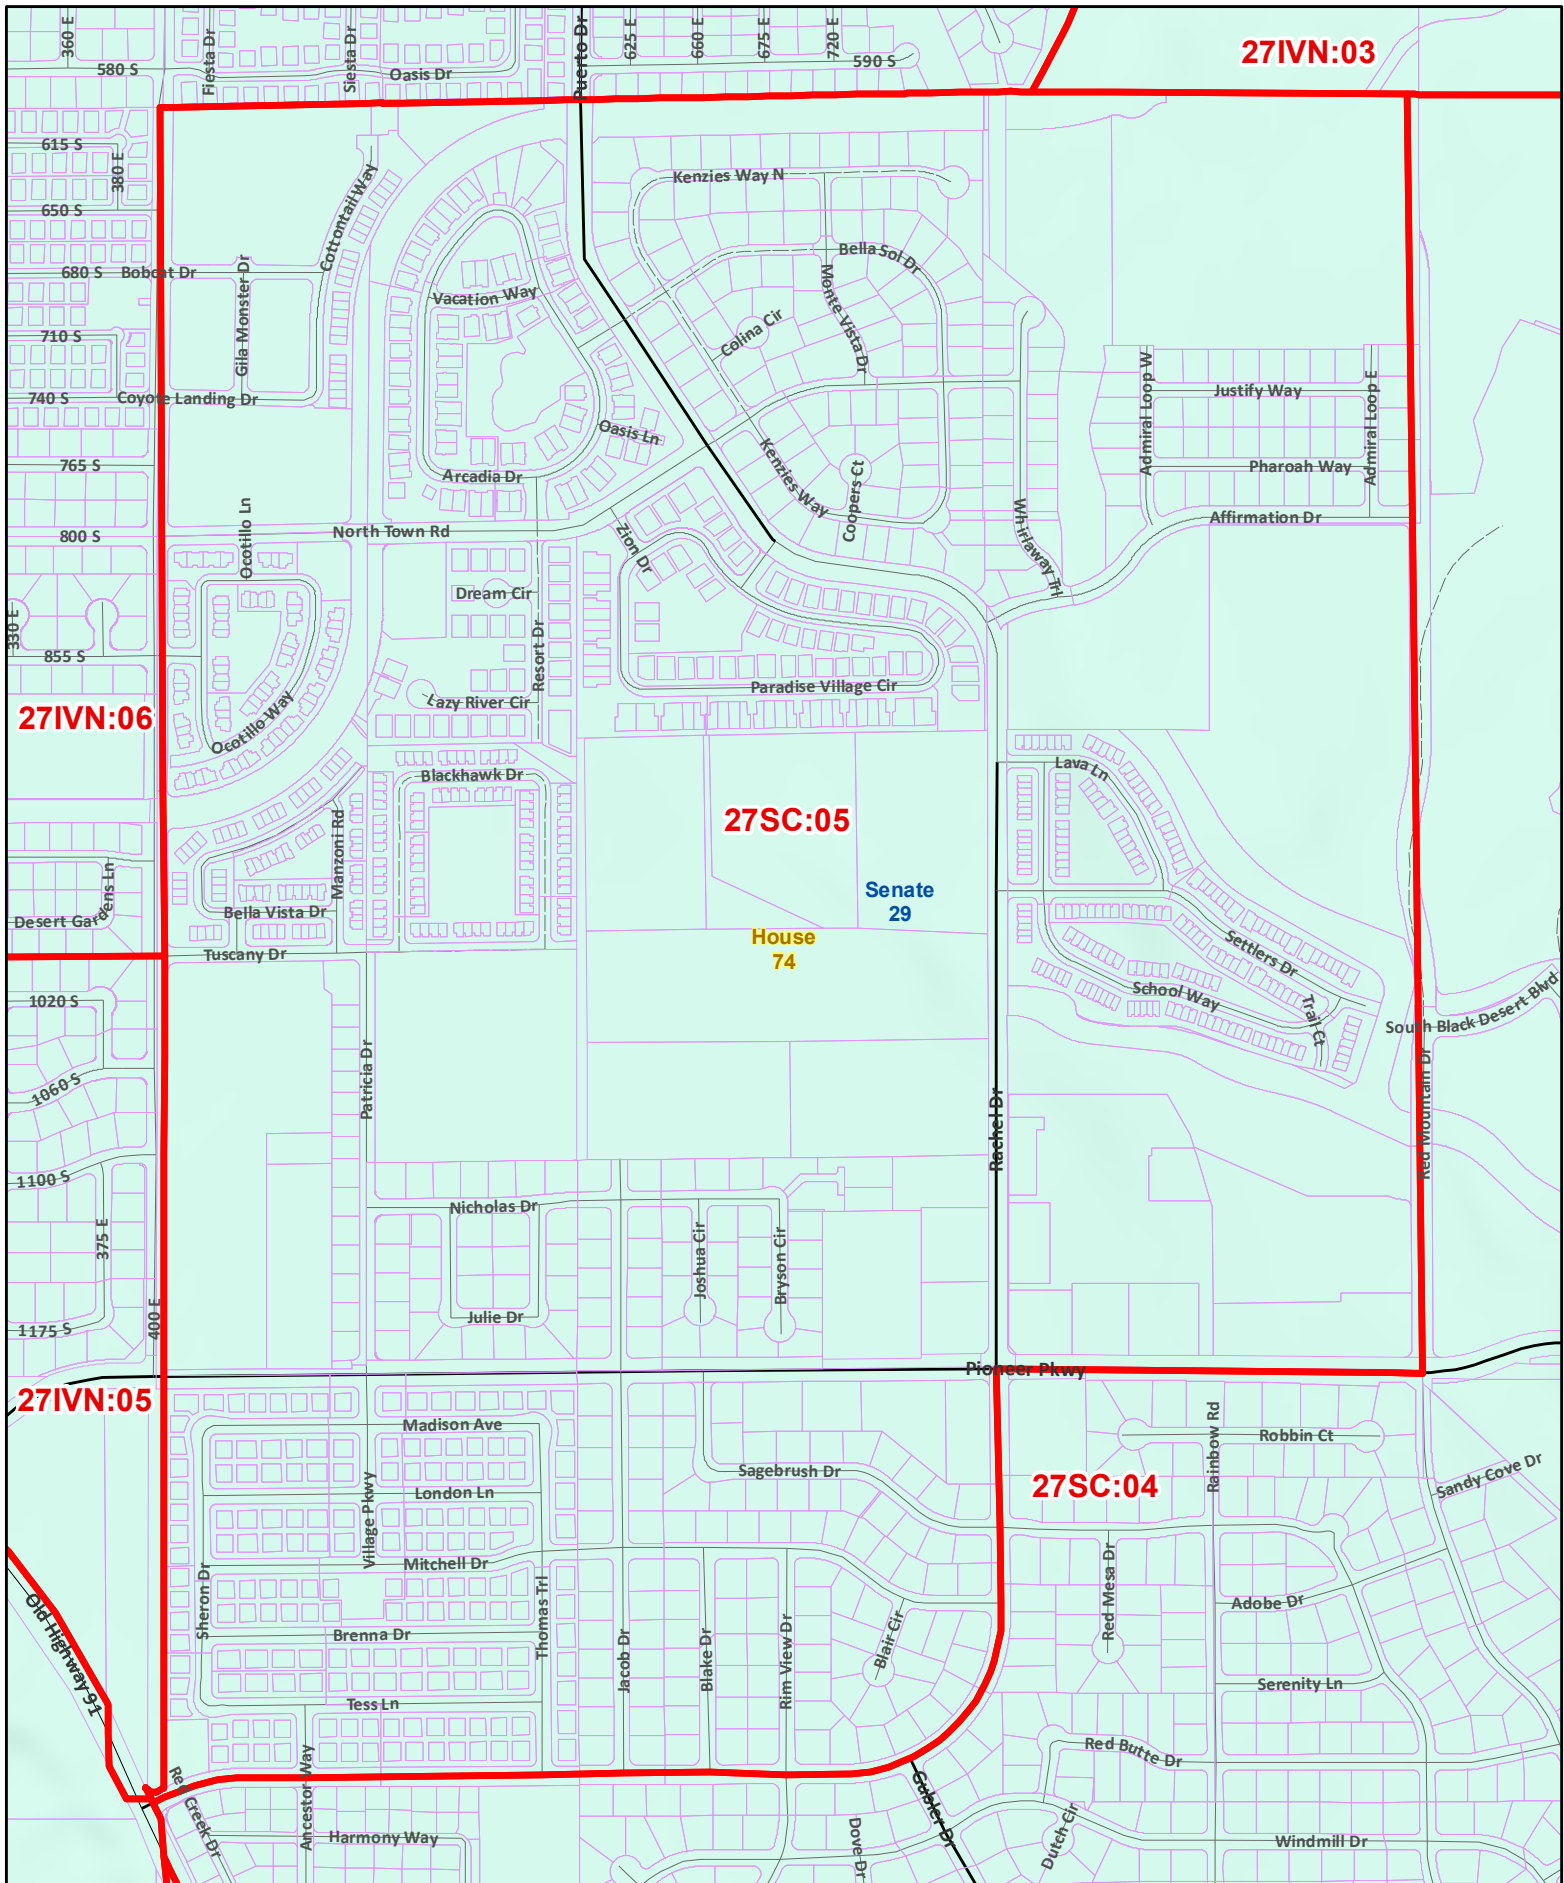 360 E
Fiesta Dr
Siesta Dr
Puerto Dr
625 E
660 E
675 E
720 E
27IVN:03
580 S
Oasis Dr
590 S
615 S
380 E
650 S
Kenzies Way N
Cottontail Way
680 S
Bobcat Dr
Gila Monster Dr
Bella Sol Dr
Vacation Way
Monte Vista Dr
Colina Cir
710 S
Coyote Landing Dr
740 S
Justify Way
Admiral Loop W
Admiral Loop E
Oasis Ln
765 S
Arcadia Dr
Kenzies Way
Coopers Ct
Pharoah Way
Ocotillo Ln
North Town Rd
Zion Dr
Whirlaway Trl
Affirmation Dr
800 S
Dream Cir
330 E
855 S
Resort Dr
Paradise Village Cir
Lazy River Cir
27IVN:06
Ocotillo Way
Blackhawk Dr
Lava Ln
Manzoni Rd
27SC:05
Senate
29
House
74
Desert Gardens Ln
Bella Vista Dr
Tuscany Dr
Settlers Dr
School Way
Trail Ct
South Black Desert Blvd
1020 S
1060 S
Patricia Dr
Rachel Dr
Red Mountain Dr
1100 S
Nicholas Dr
375 E
Joshua Cir
Bryson Cir
Julie Dr
400 E
1175 S
Pioneer Pkwy
27IVN:05
Madison Ave
Rainbow Rd
Robbin Ct
Sagebrush Dr
27SC:04
Sandy Cove Dr
London Ln
Village Pkwy
Mitchell Dr
Sheron Dr
Thomas Trl
Red Mesa Dr
Adobe Dr
Old Highway 91
Brenna Dr
Jacob Dr
Blake Dr
Rim View Dr
Blair Cir
Serenity Ln
Tess Ln
Ancestor Way
Red Butte Dr
Red Creek Dr
Gubler Dr
Harmony Way
Dove Dr
Dutch Cir
Windmill Dr